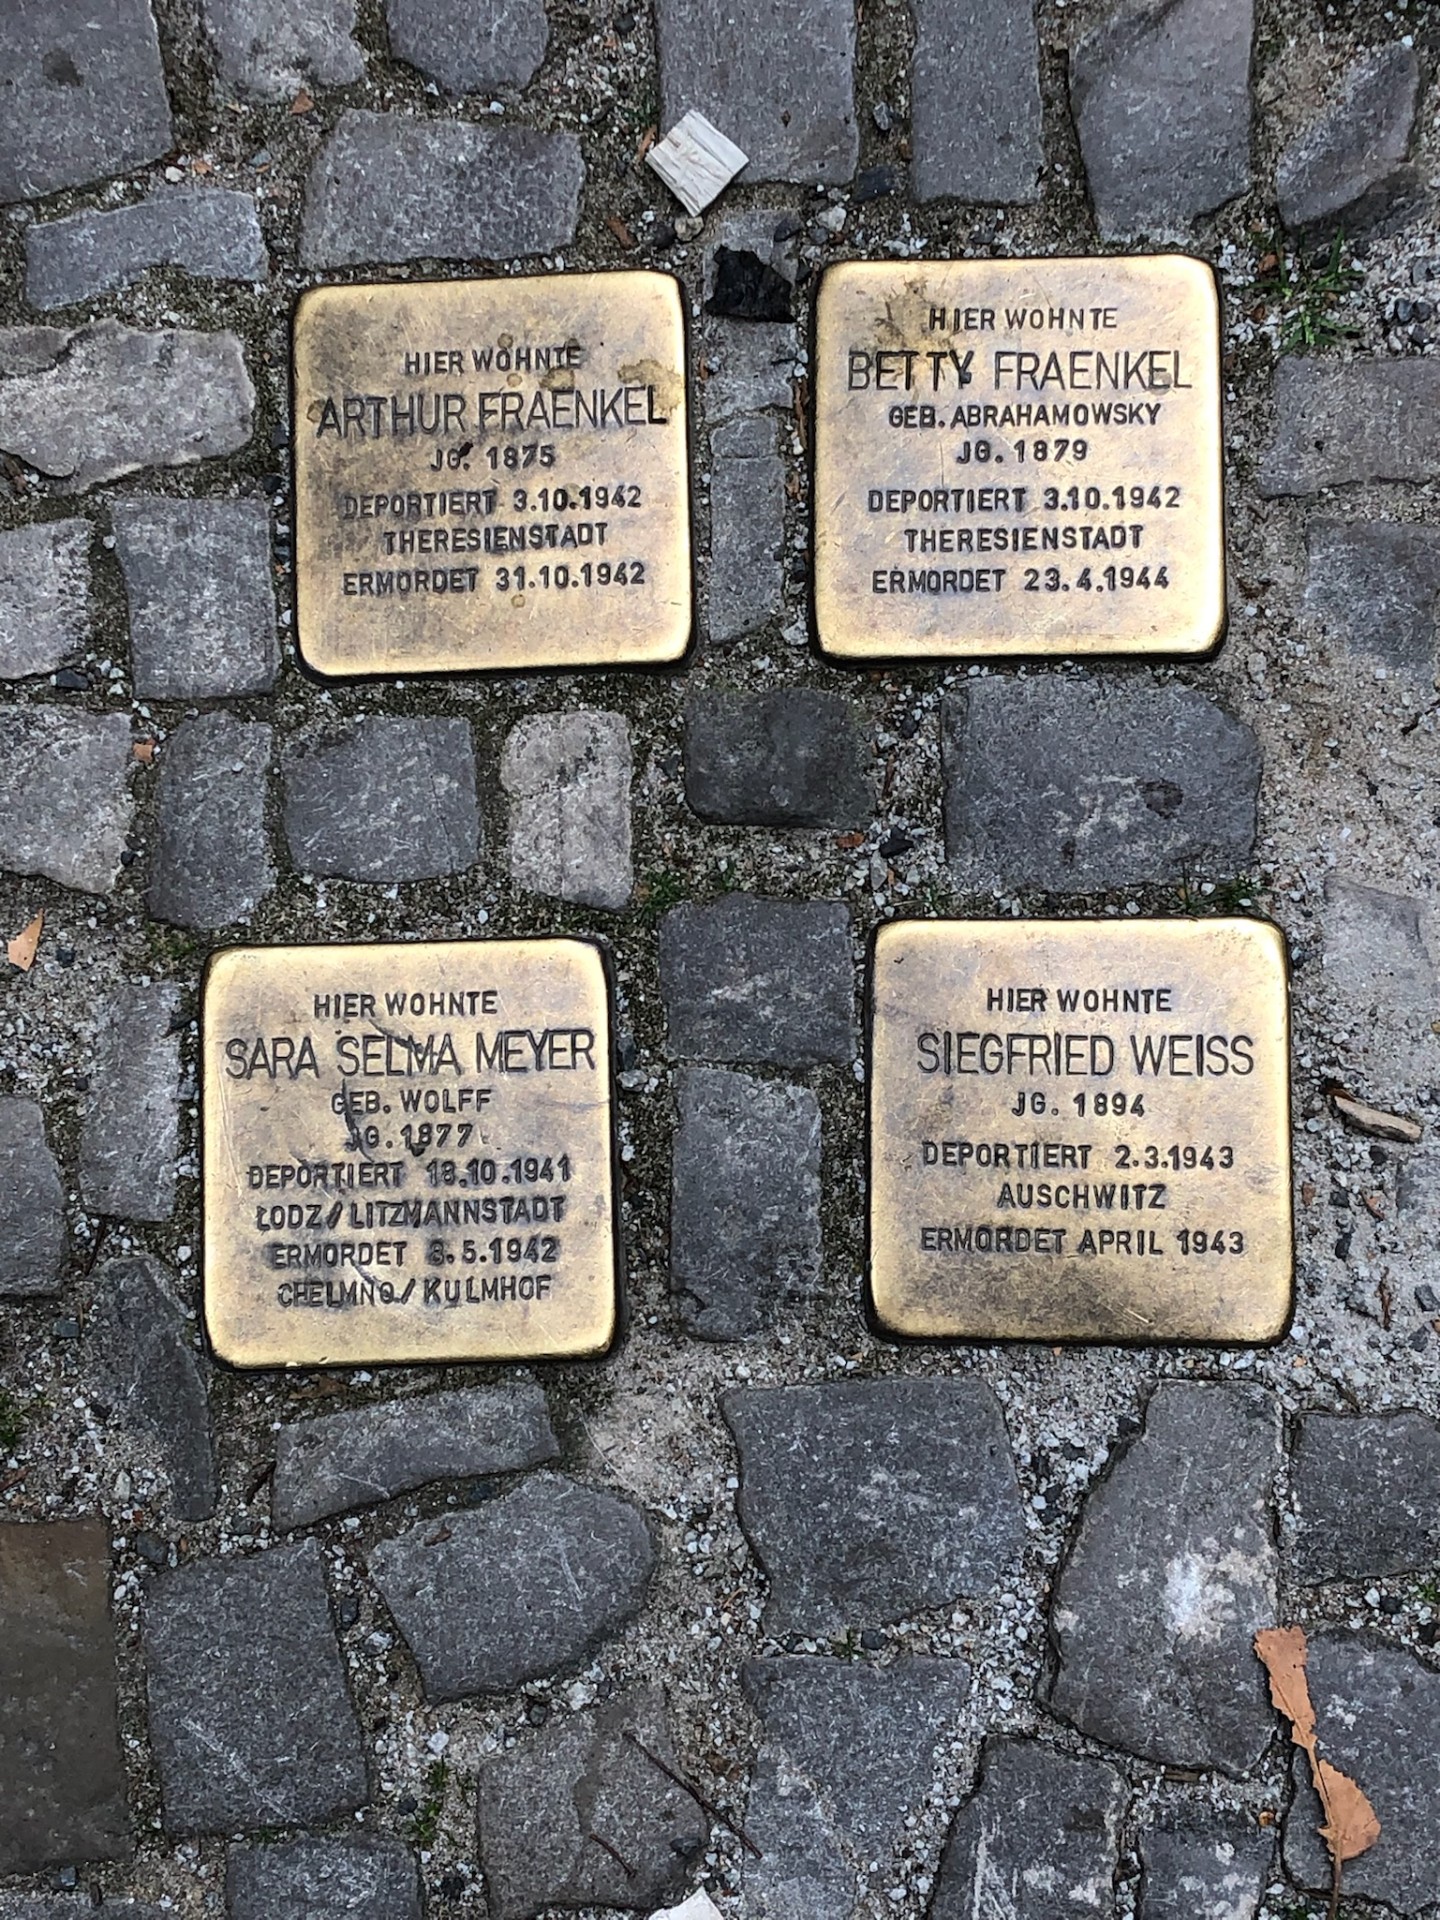 HIER WOHNTE
ARTHUR FRAENKEL
JG. 1875
DEPORTIERT 3.10.1942
THERESIENSTADT
ERMORDET 31.10.1942
HIER WOHNTE
BETTY FRAENKEL
GEB. ABRAHAMOWSKY
JG. 1879
DEPORTIERT 3.10.1942
THERESIENSTADT
ERMORDET 23.4.1944
HIER WOHNTE
SARA SELMA MEYER
GEB. WOLFF
JG. 1877
DEPORTIERT 18.10.1941
ŁODZ/LITZMANNSTADT
ERMORDET 8.5.1942
CHEŁMNO/KULMHOF
HIER WOHNTE
SIEGFRIED WEISS
JG. 1894
DEPORTIERT 2.3.1943
AUSCHWITZ
ERMORDET APRIL 1943